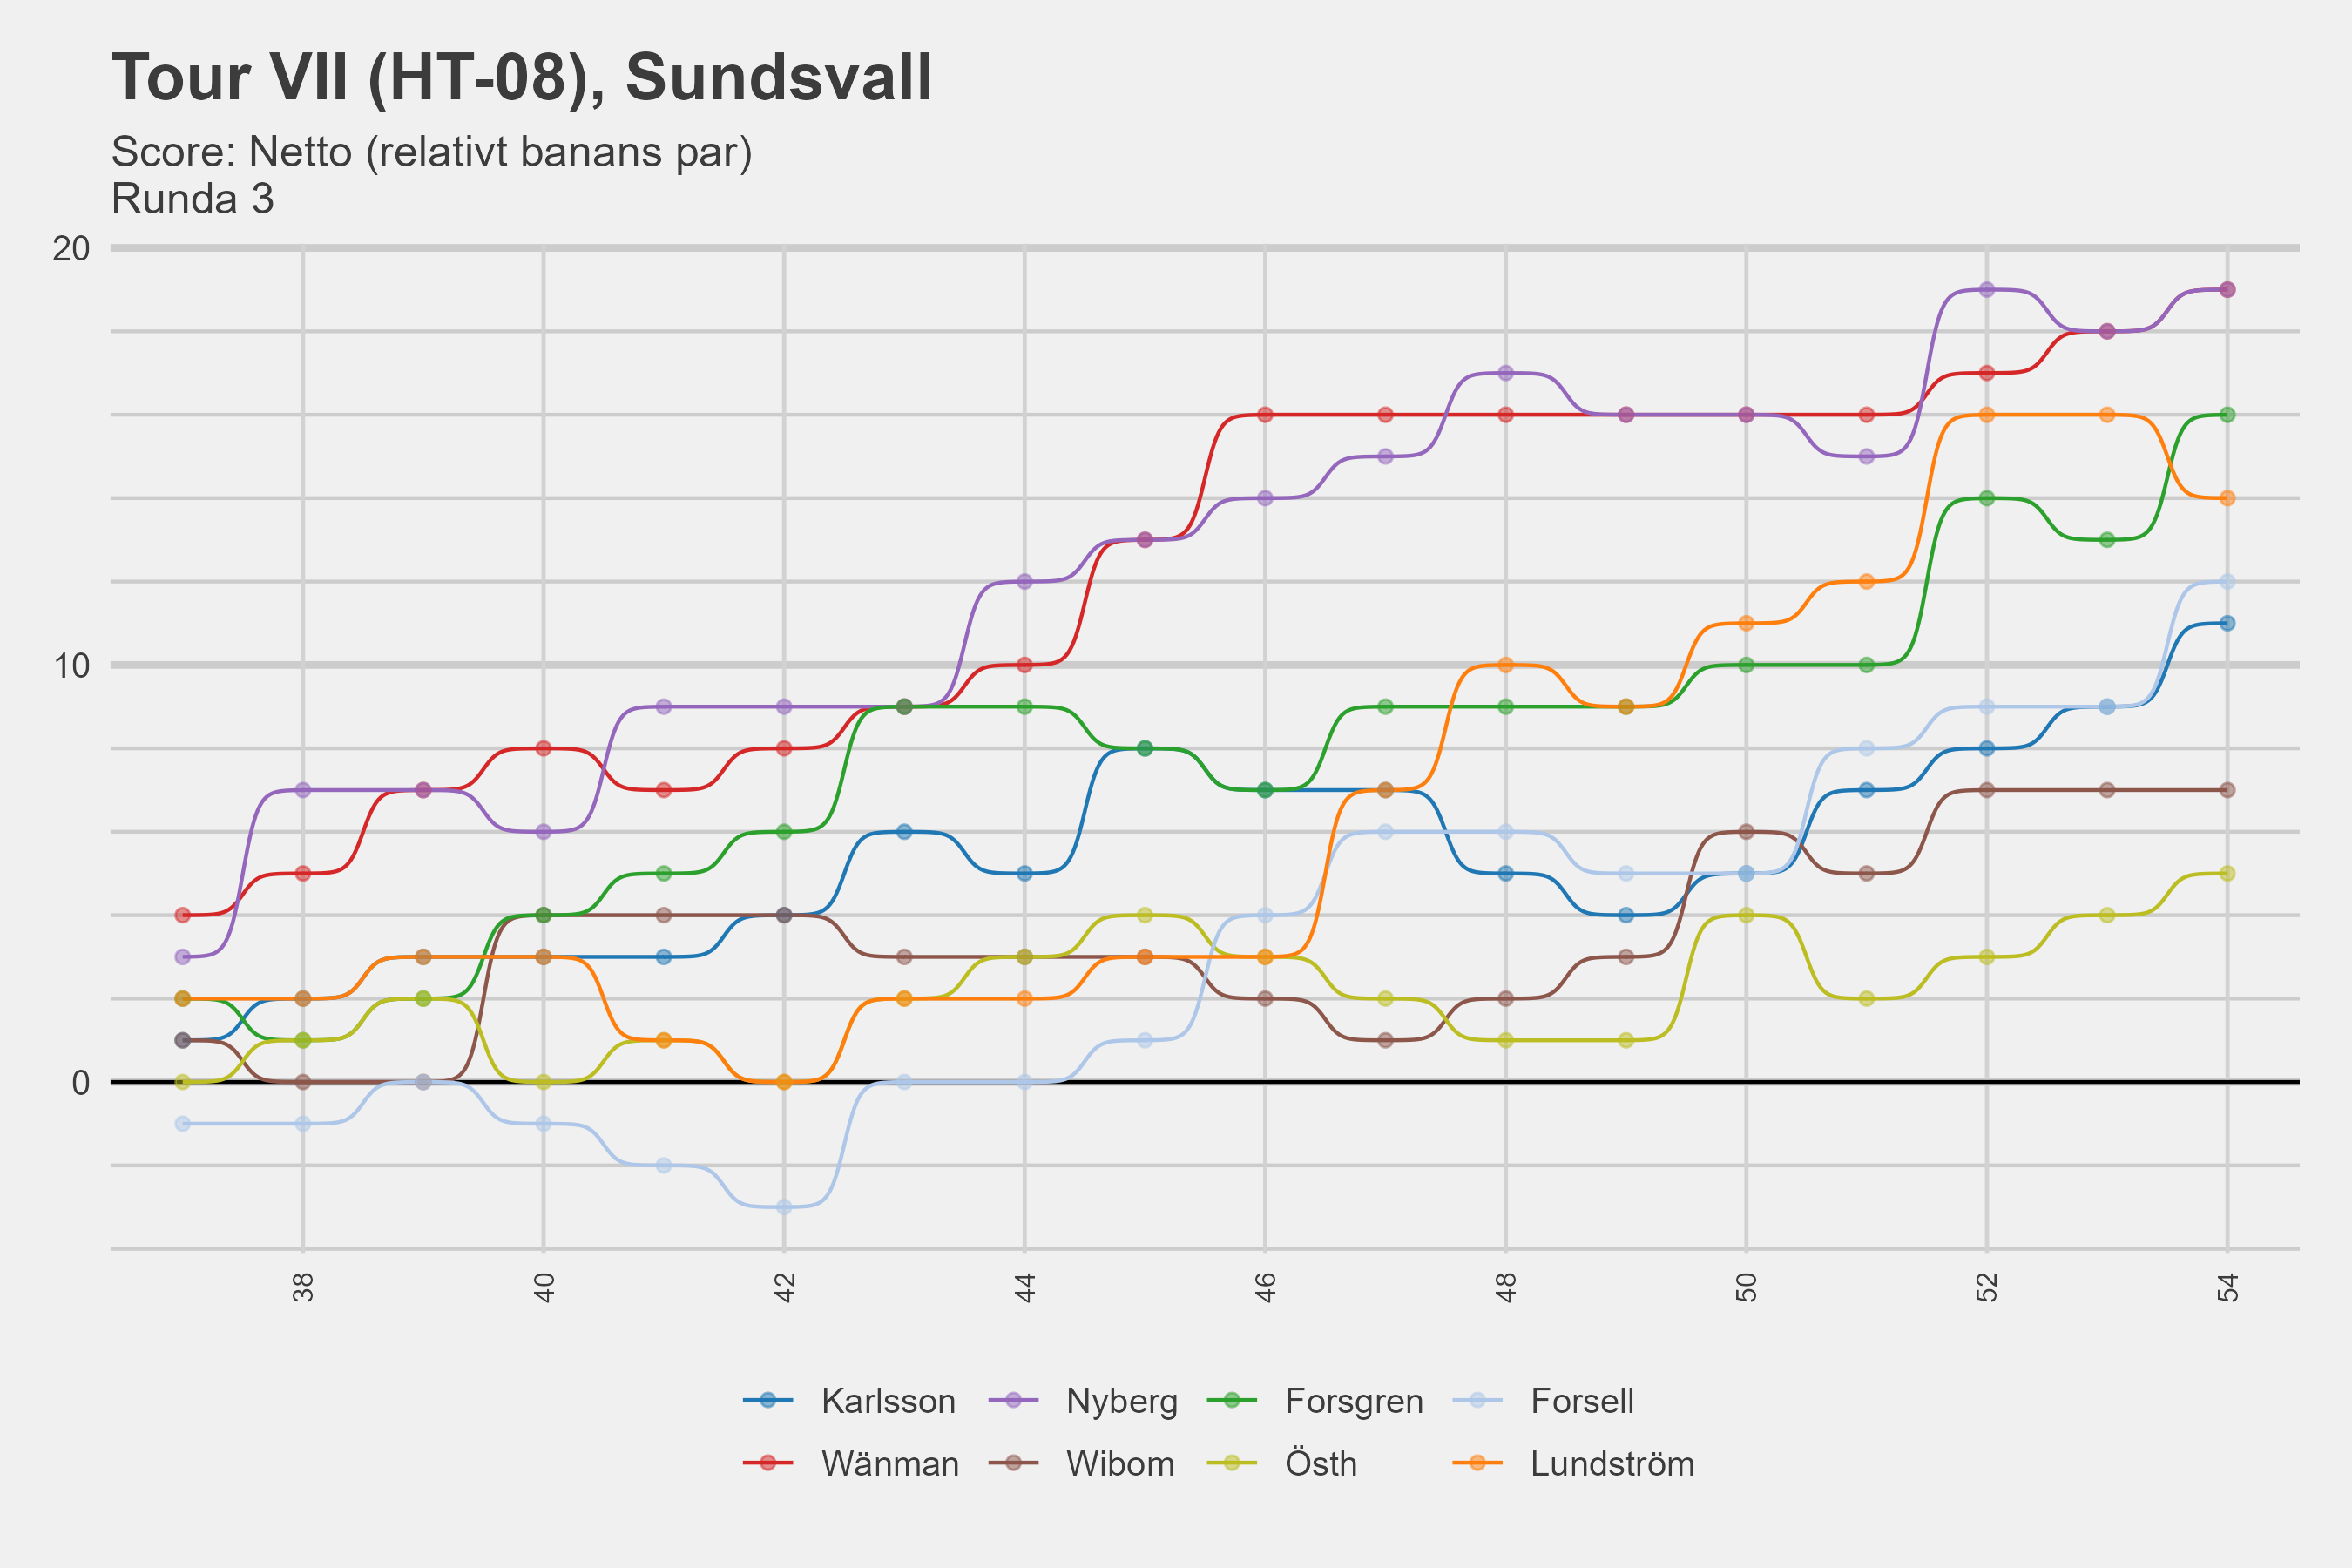 Tour VII (HT-08), Sundsvall
Score: Netto (relativt banans par)
Runda 3
20
10
0
38 40 42 44 46 48 50 52 54
Karlsson Nyberg Forsgren Forsell
Wänman Wibom Östh Lundström